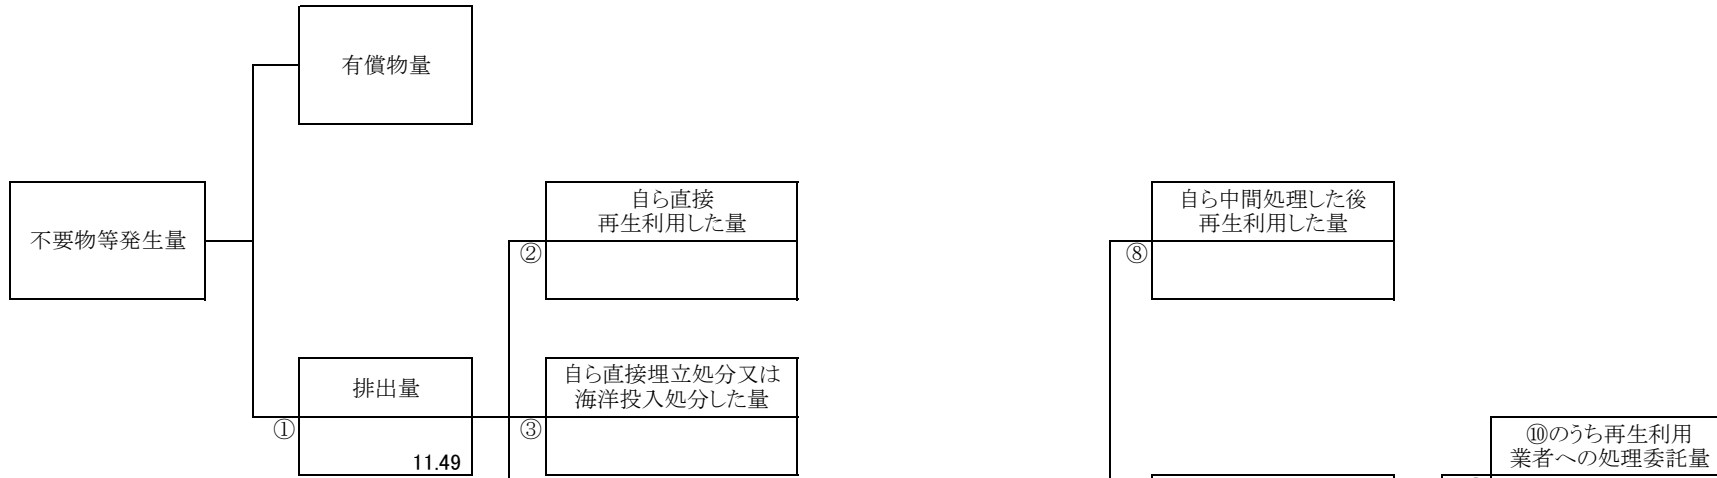 有償物量
不要物等発生量
自ら直接
再生利用した量
②
自ら中間処理した後
再生利用した量
⑧
排出量
①
11.49
自ら直接埋立処分又は
海洋投入処分した量
③
⑩のうち再生利用
業者への処理委託量